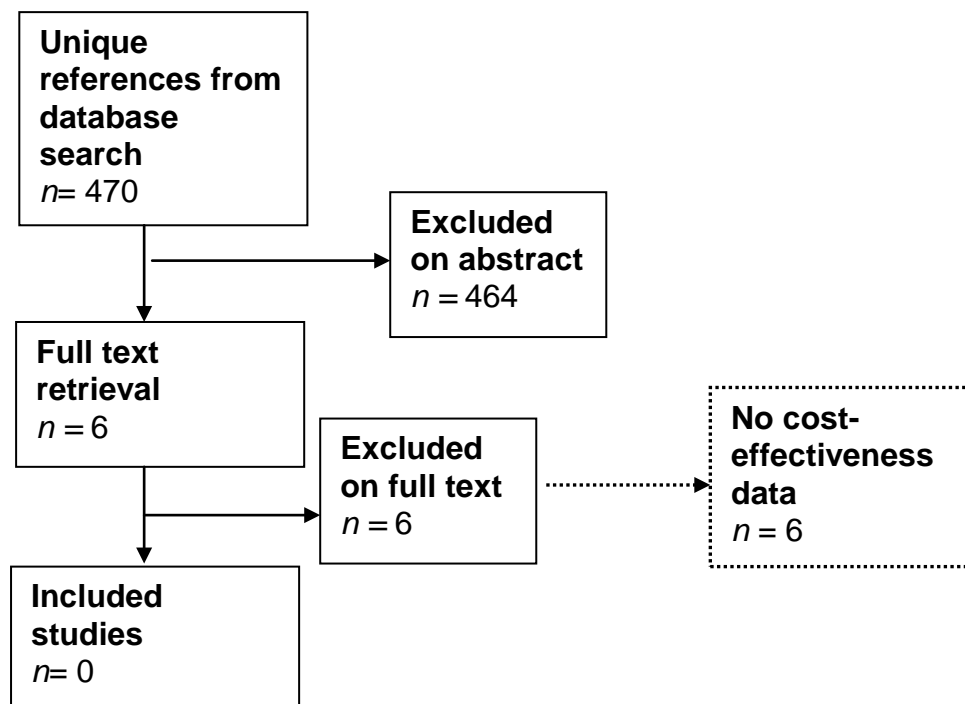 Unique
references from
database
search
n= 470
Excluded
on abstract
n = 464
Full text
retrieval
n = 6
Excluded
on full text
n = 6
No cost-
effectiveness
data
n = 6
Included
studies
n= 0